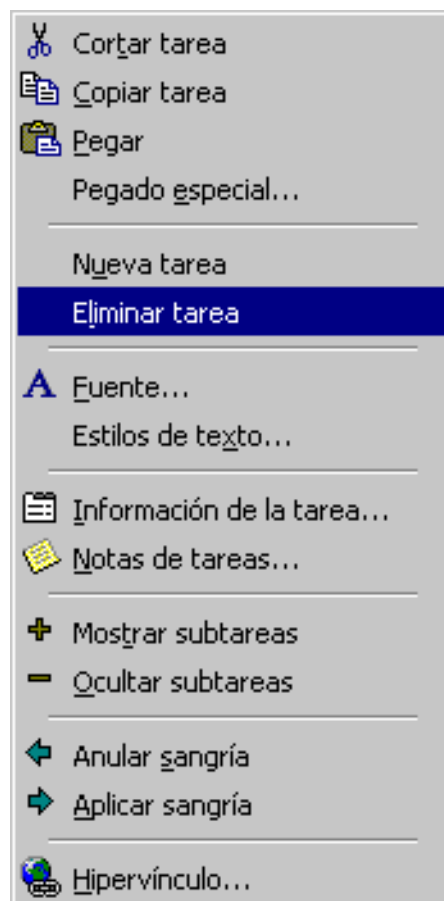 Cortar tarea
Copiar tarea
Pegar
Pegado especial...
Nueva tarea
Eliminar tarea
Fuente...
Estilos de texto...
Información de la tarea...
Notas de tareas...
Mostrar subtareas
Ocultar subtareas
Anular sangría
Aplicar sangría
Hipervínculo...